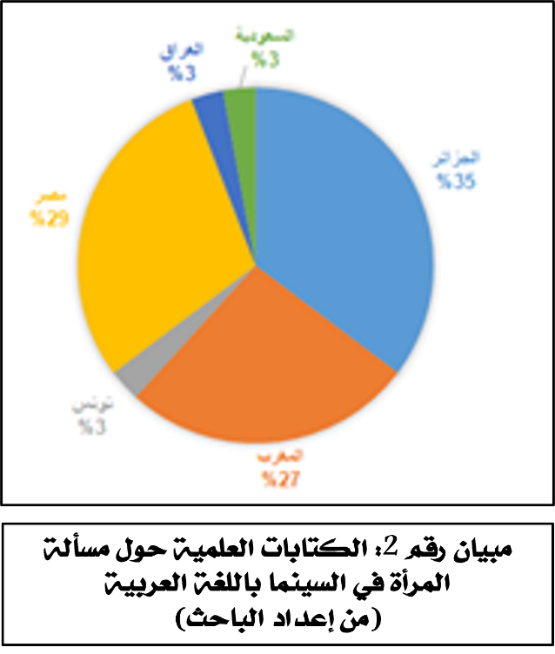 السعودية
%3
العراق
%3
الجزائر
%35
مصر
%29
تونس
%3
المغرب
%27
مبيان رقم 2: الكتابات العلمية حول مسألة
المرأة في السينما باللغة العربية
(من إعداد الباحث)